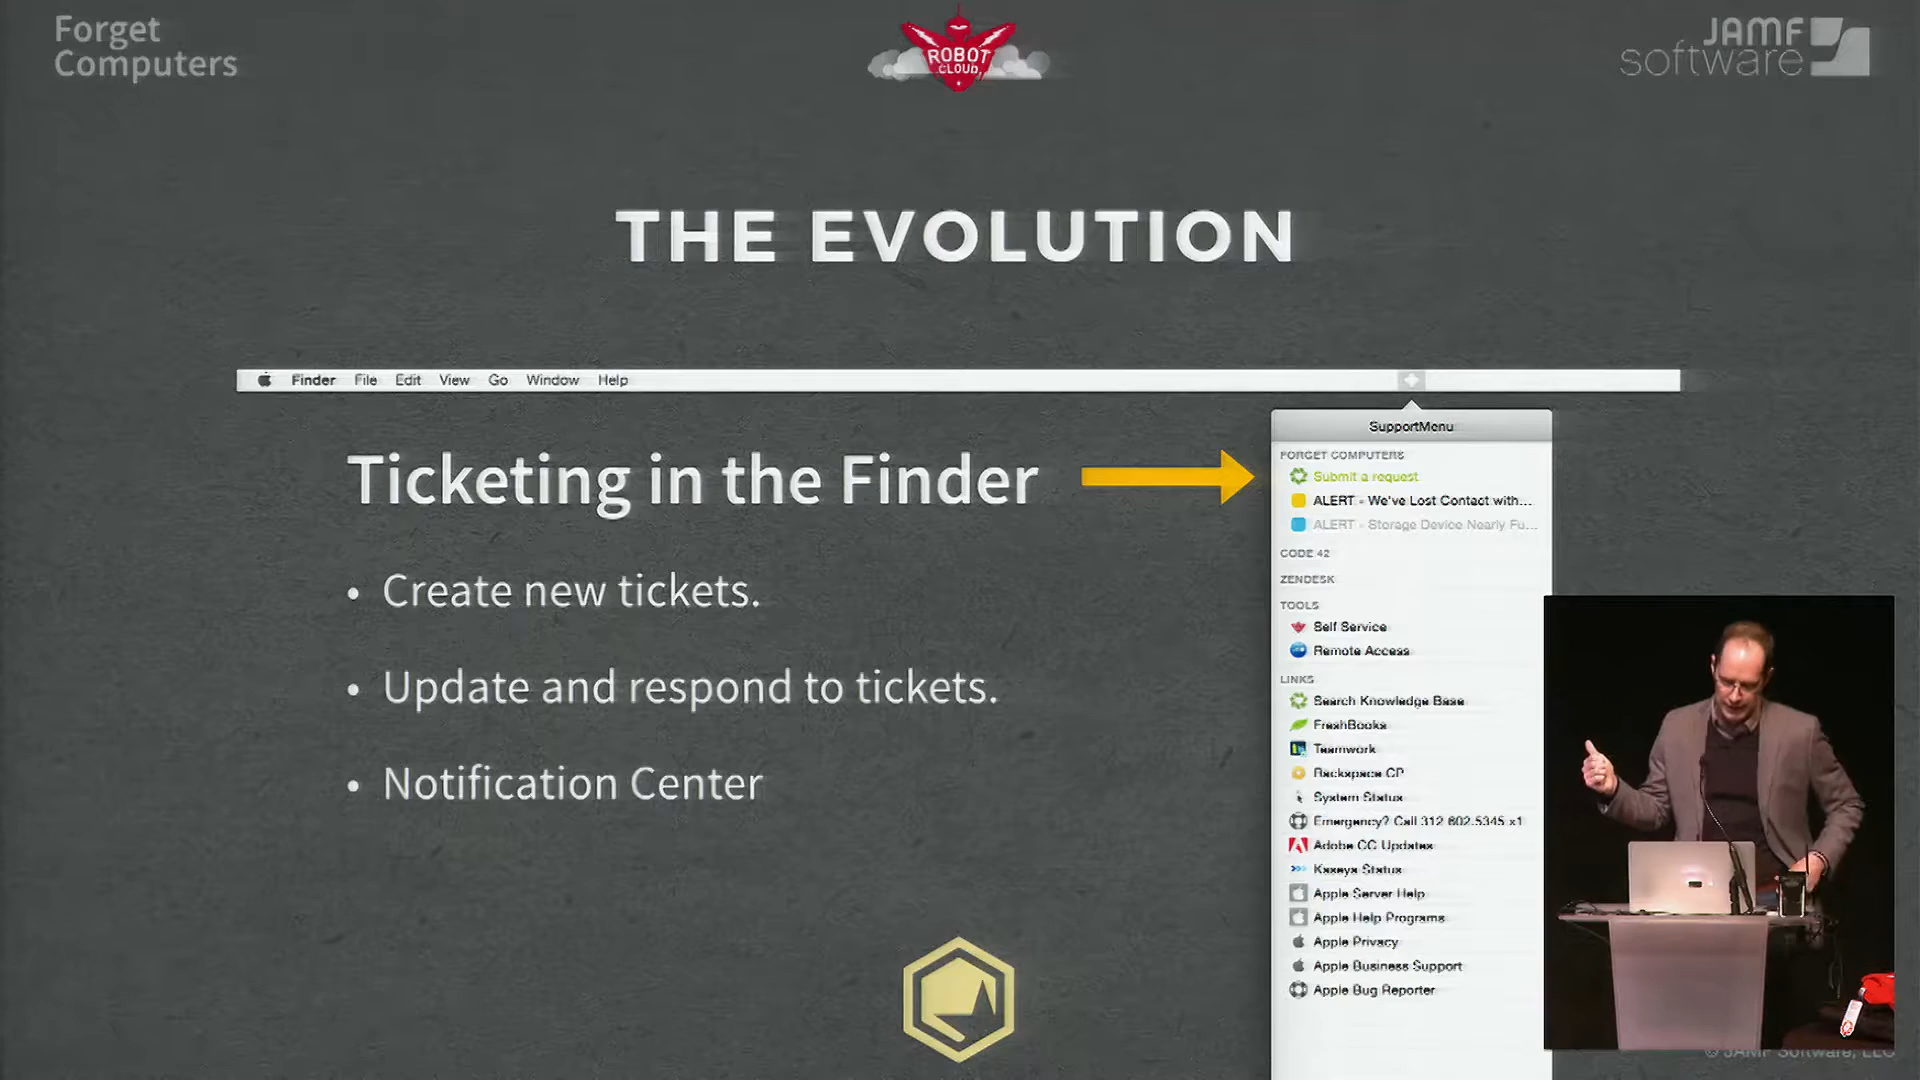 Forget
Computers
ROBOT
CLOUD
JAMF
software
THE EVOLUTION
Finder File Edit View Go Window Help
SupportMenu
Ticketing in the Finder
FORGET COMPUTERS
Submit a request
ALERT - We've Lost Contact with...
ALERT - Storage Device Nearly Fu...
CODE 42
• Create new tickets.
ZENDESK
TOOLS
Self Service
Remote Access
• Update and respond to tickets.
LINKS
Search Knowledge Base
FreshBooks
Teamwork
• Notification Center
Rackspace CP
System Status
Emergency? Call 312 602.5345 x1
Adobe CC Updates
Kaseya Status
Apple Server Help
Apple Help Programs
Apple Privacy
Apple Business Support
Apple Bug Reporter
© JAMF Software, LLC